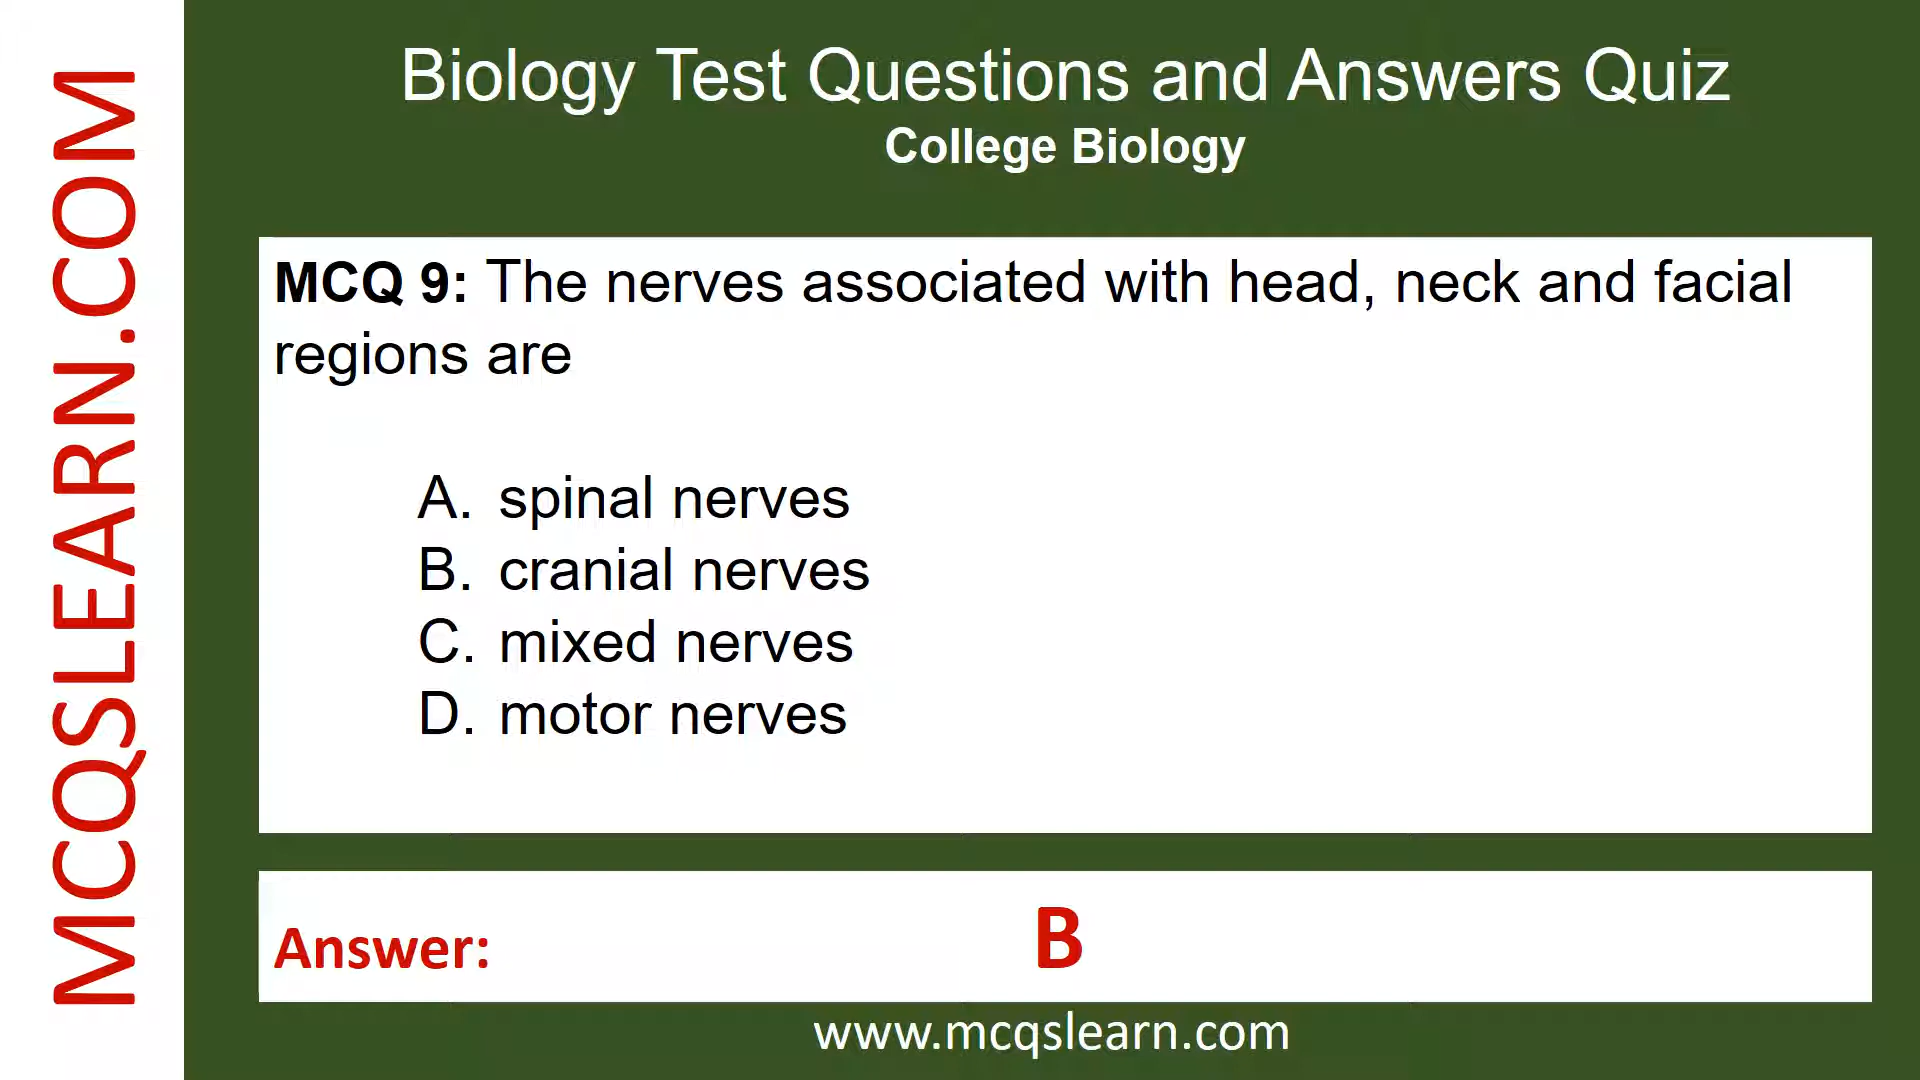 MCQSLEARN.COM
Biology Test Questions and Answers Quiz
College Biology
MCQ 9: The nerves associated with head, neck and facial
regions are
A. spinal nerves
B. cranial nerves
C. mixed nerves
D. motor nerves
Answer: B
www.mcqslearn.com